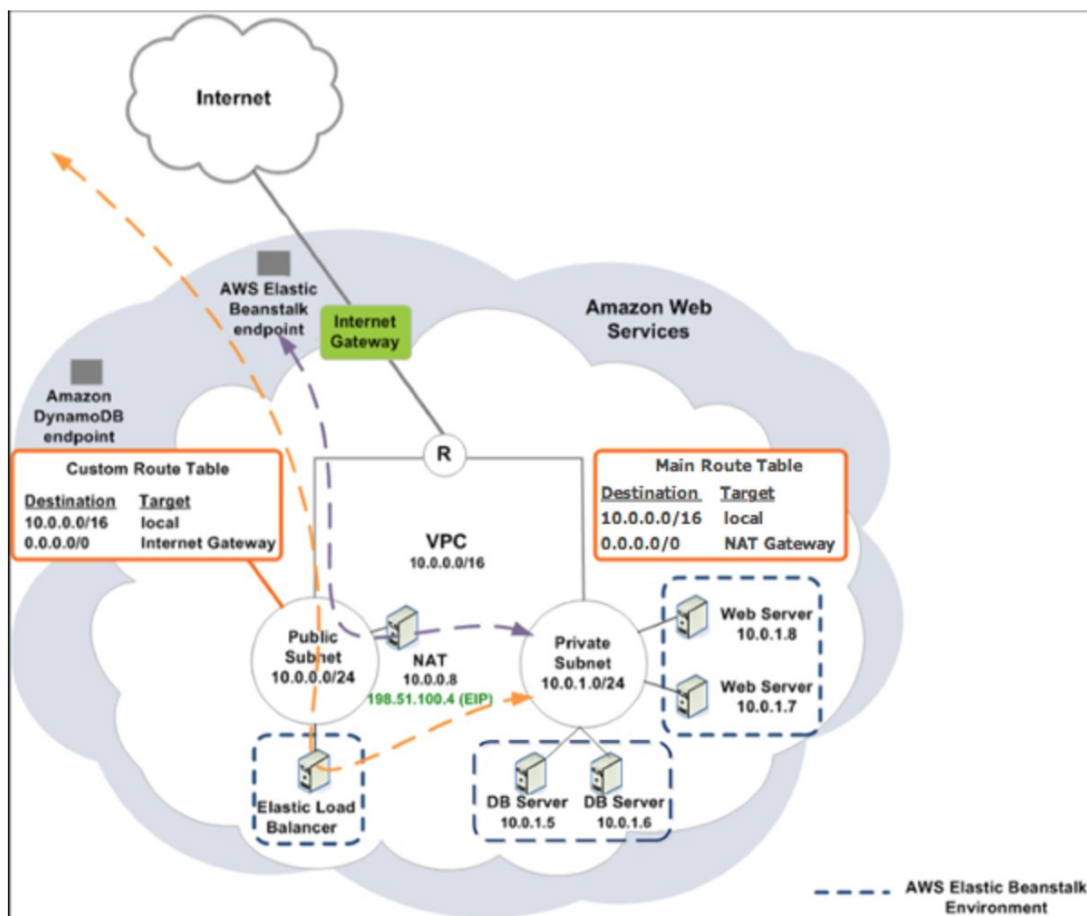 Internet
AWS Elastic
Beanstalk
endpoint
Internet
Gateway
Amazon Web
Services
Amazon
DynamoDB
endpoint
R
Custom Route Table
Destination Target
10.0.0.0/16 local
0.0.0.0/0 Internet Gateway
Main Route Table
Destination Target
10.0.0.0/16 local
0.0.0.0/0 NAT Gateway
VPC
10.0.0.0/16
Public
Subnet
10.0.0.0/24
NAT
10.0.0.8
198.51.100.4 (EIP)
Private
Subnet
10.0.1.0/24
Web Server
10.0.1.8
Web Server
10.0.1.7
Elastic Load
Balancer
DB Server
10.0.1.5
DB Server
10.0.1.6
AWS Elastic Beanstalk
Environment